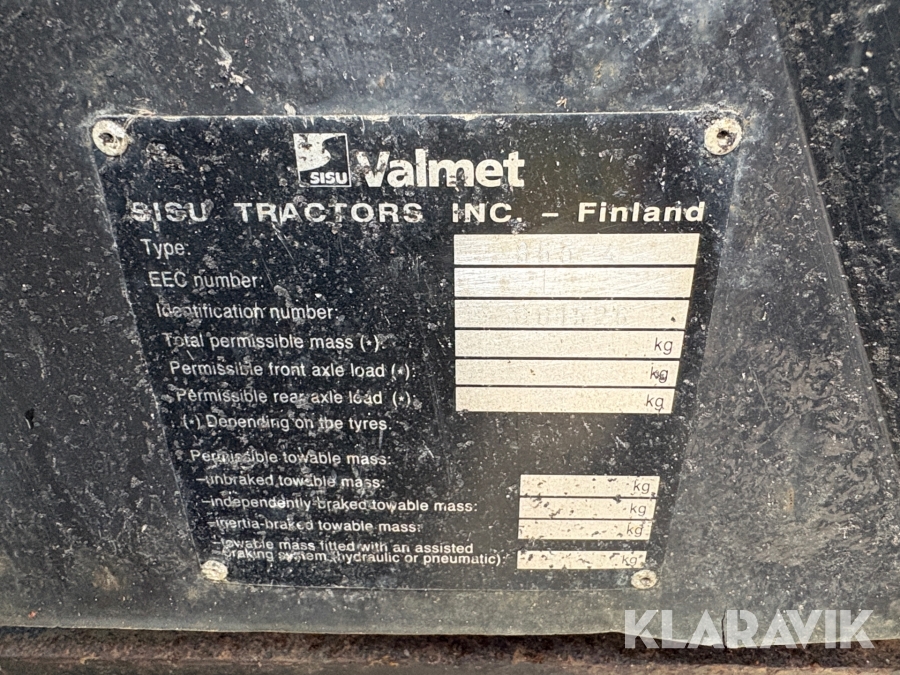 SISU Valmet
SISU TRACTORS INC. – Finland
Type:
EEC number:
Identification number:
Total permissible mass (•): kg
Permissible front axle load (•): kg
Permissible rear axle load (•): kg
(•) Depending on the tyres.
Permissible towable mass:
–unbraked towable mass: kg
–independently-braked towable mass: kg
–inertia-braked towable mass: kg
–towable mass fitted with an assisted
braking system (hydraulic or pneumatic): kg
KLARAVIK